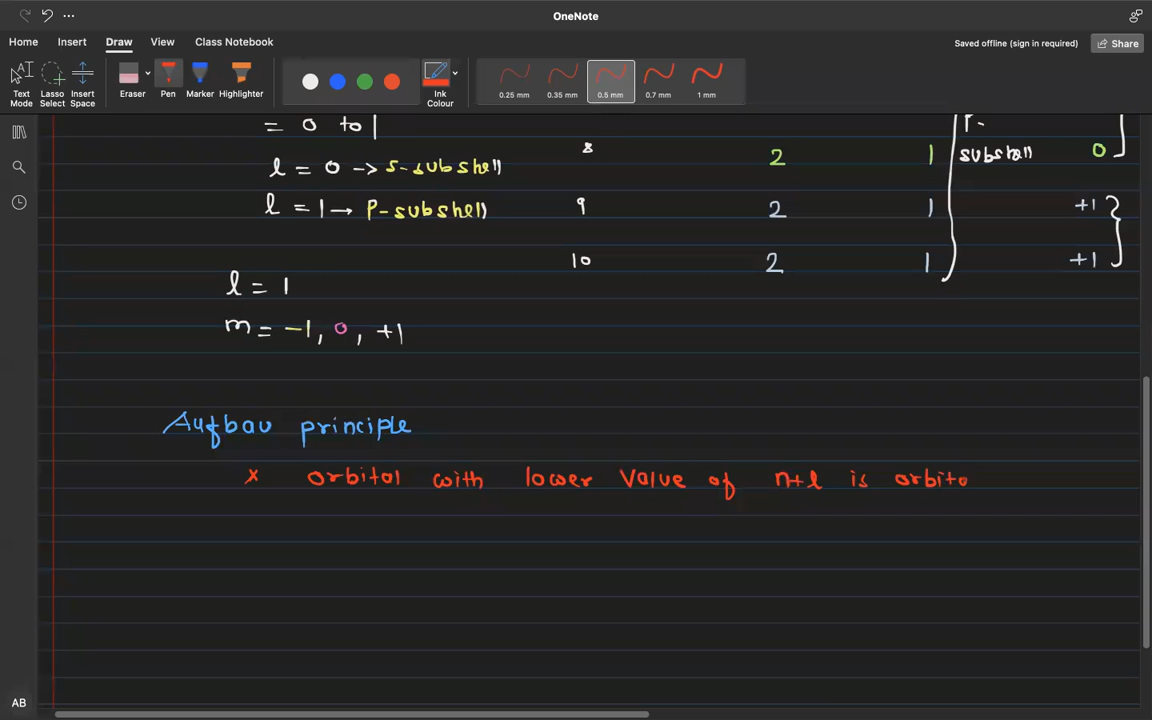 OneNote
Home Insert Draw View Class Notebook
Saved offline (sign in required) Share
Text Mode
Lasso Select
Insert Space
Eraser
Pen
Marker
Highlighter
Ink Colour
0.25 mm 0.35 mm 0.5 mm 0.7 mm 1 mm
= 0 to 1
P-
8 2 1 subshell 0
l = 0 -> s-subshell
l = 1 → P-subshell 9 2 1 +1
10 2 1 +1
l = 1
m = -1, 0, +1
Aufbau principle
* orbital with lower value of n+l is orbita
AB